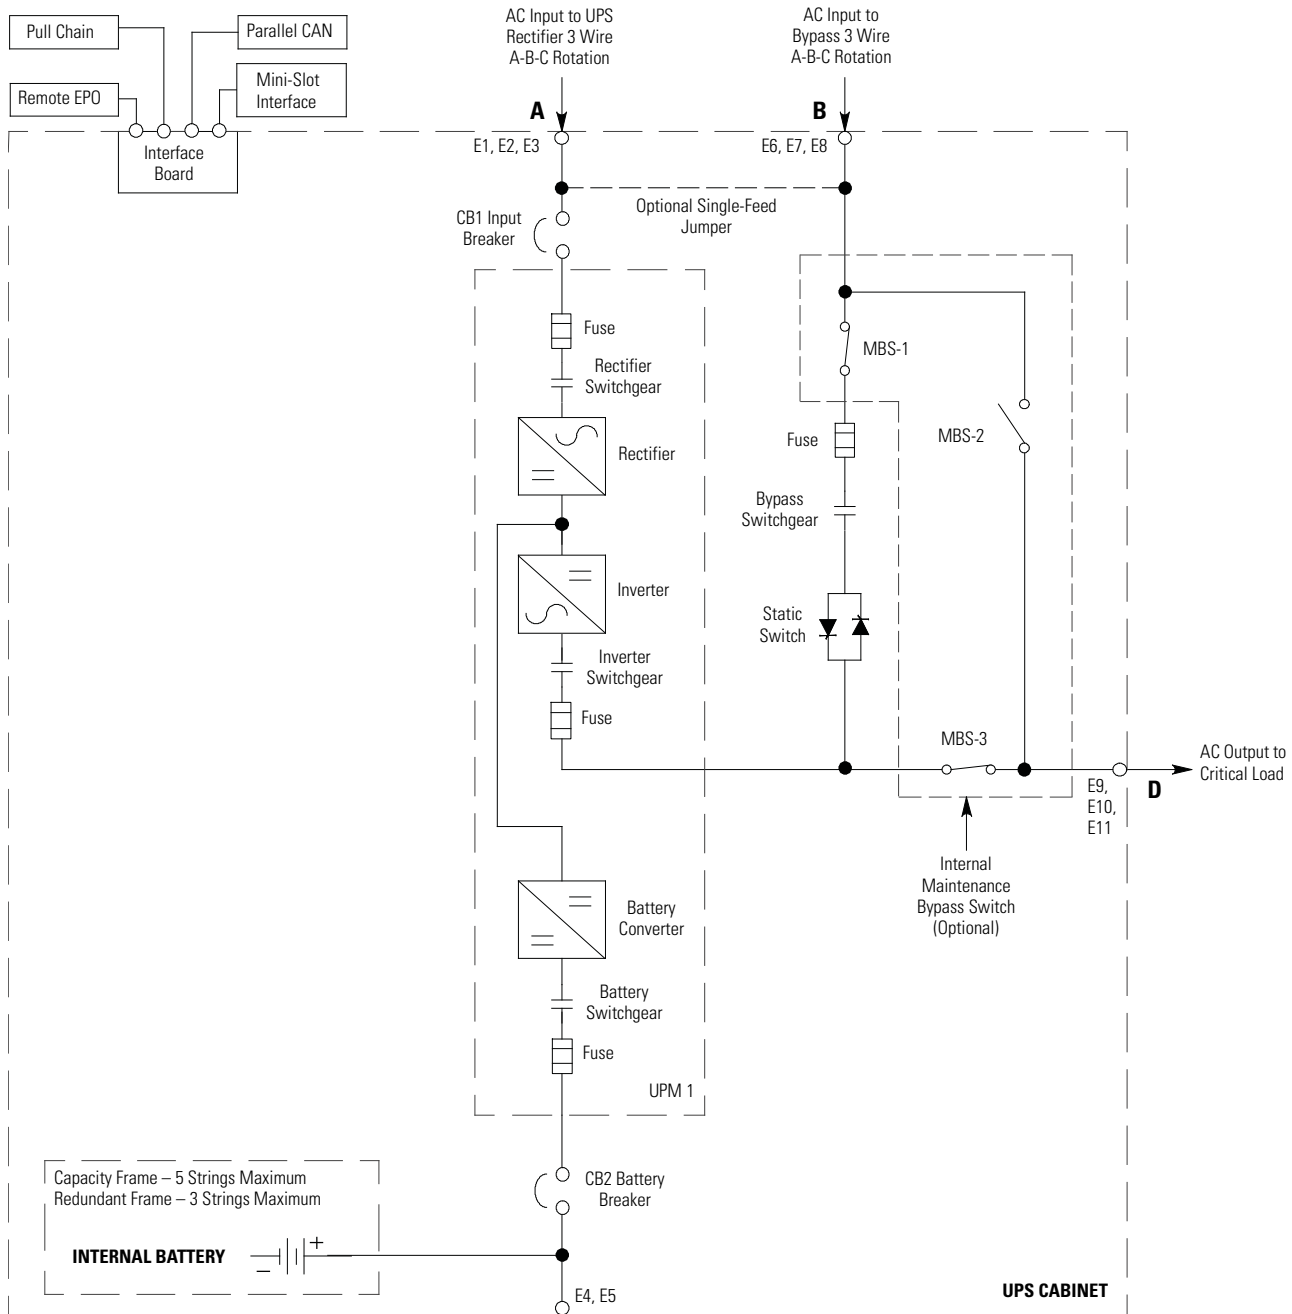 Pull Chain
Parallel CAN
Remote EPO
Mini-Slot
Interface
Interface
Board
AC Input to UPS
Rectifier 3 Wire
A-B-C Rotation
AC Input to
Bypass 3 Wire
A-B-C Rotation
A
B
E1, E2, E3
E6, E7, E8
Optional Single-Feed
Jumper
CB1 Input
Breaker
Fuse
Rectifier
Switchgear
Rectifier
Inverter
Inverter
Switchgear
Fuse
MBS-1
MBS-2
Fuse
Bypass
Switchgear
Static
Switch
MBS-3
AC Output to
Critical Load
D
E9,
E10,
E11
Internal
Maintenance
Bypass Switch
(Optional)
Battery
Converter
Battery
Switchgear
Fuse
UPM 1
CB2 Battery
Breaker
Capacity Frame – 5 Strings Maximum
Redundant Frame – 3 Strings Maximum
INTERNAL BATTERY
+
–
E4, E5
UPS CABINET